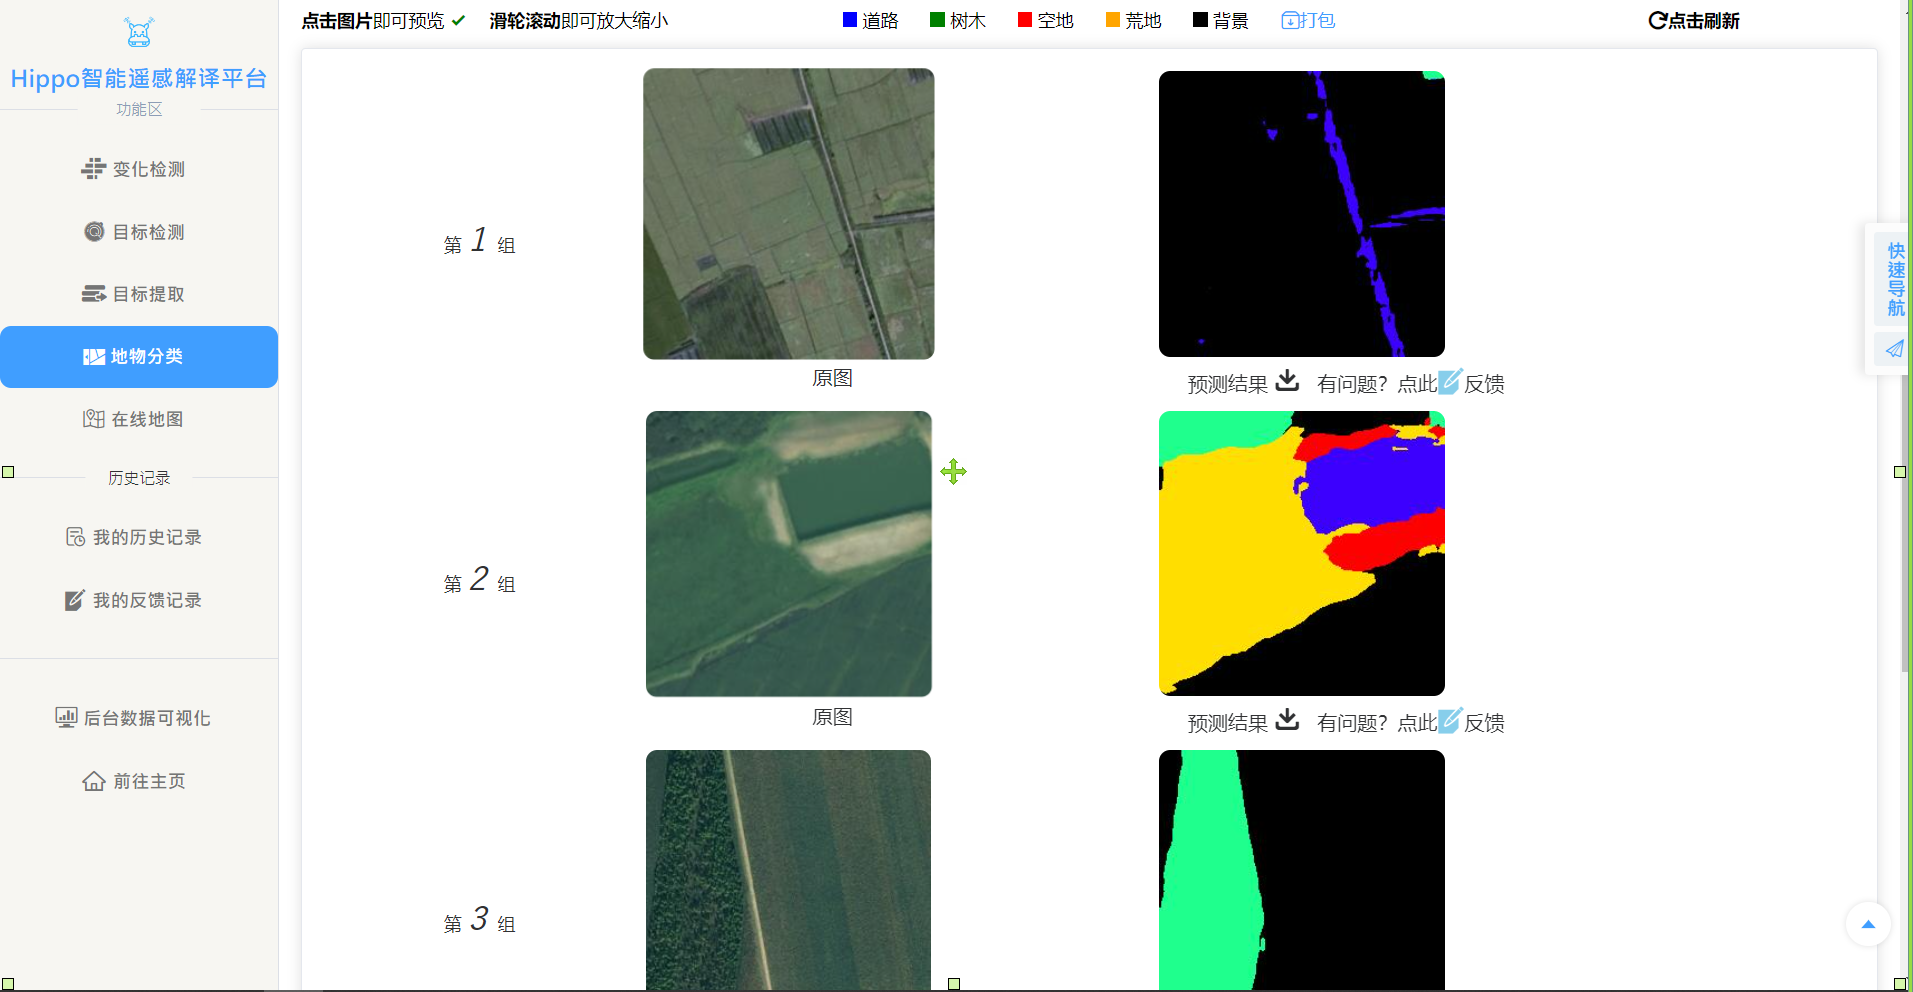 Hippo智能遥感解译平台
功能区
变化检测
目标检测
目标提取
地物分类
在线地图
历史记录
我的历史记录
我的反馈记录
后台数据可视化
前往主页
点击图片即可预览 滑轮滚动即可放大缩小 道路 树木 空地 荒地 背景 打包 点击刷新
第 1 组
原图
预测结果 有问题？点此反馈
第 2 组
原图
预测结果 有问题？点此反馈
第 3 组
快速导航